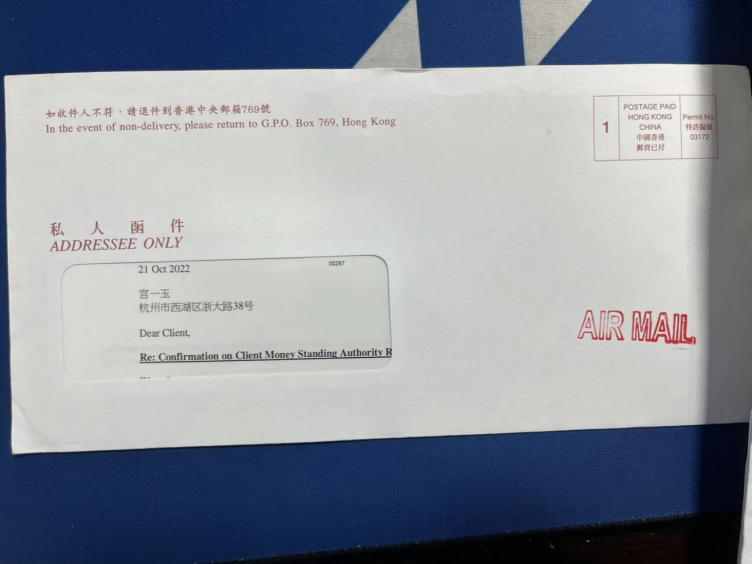 如收件人不符，請退件到香港中央郵箱769號
In the event of non-delivery, please return to G.P.O. Box 769, Hong Kong
1
POSTAGE PAID
HONG KONG
CHINA
中國香港
郵資已付
Permit No.
特許編號
03172
私人函件
ADDRESSEE ONLY
21 Oct 2022
00287
宫一玉
杭州市西湖区浙大路38号
Dear Client,
Re: Confirmation on Client Money Standing Authority R
AIR MAIL